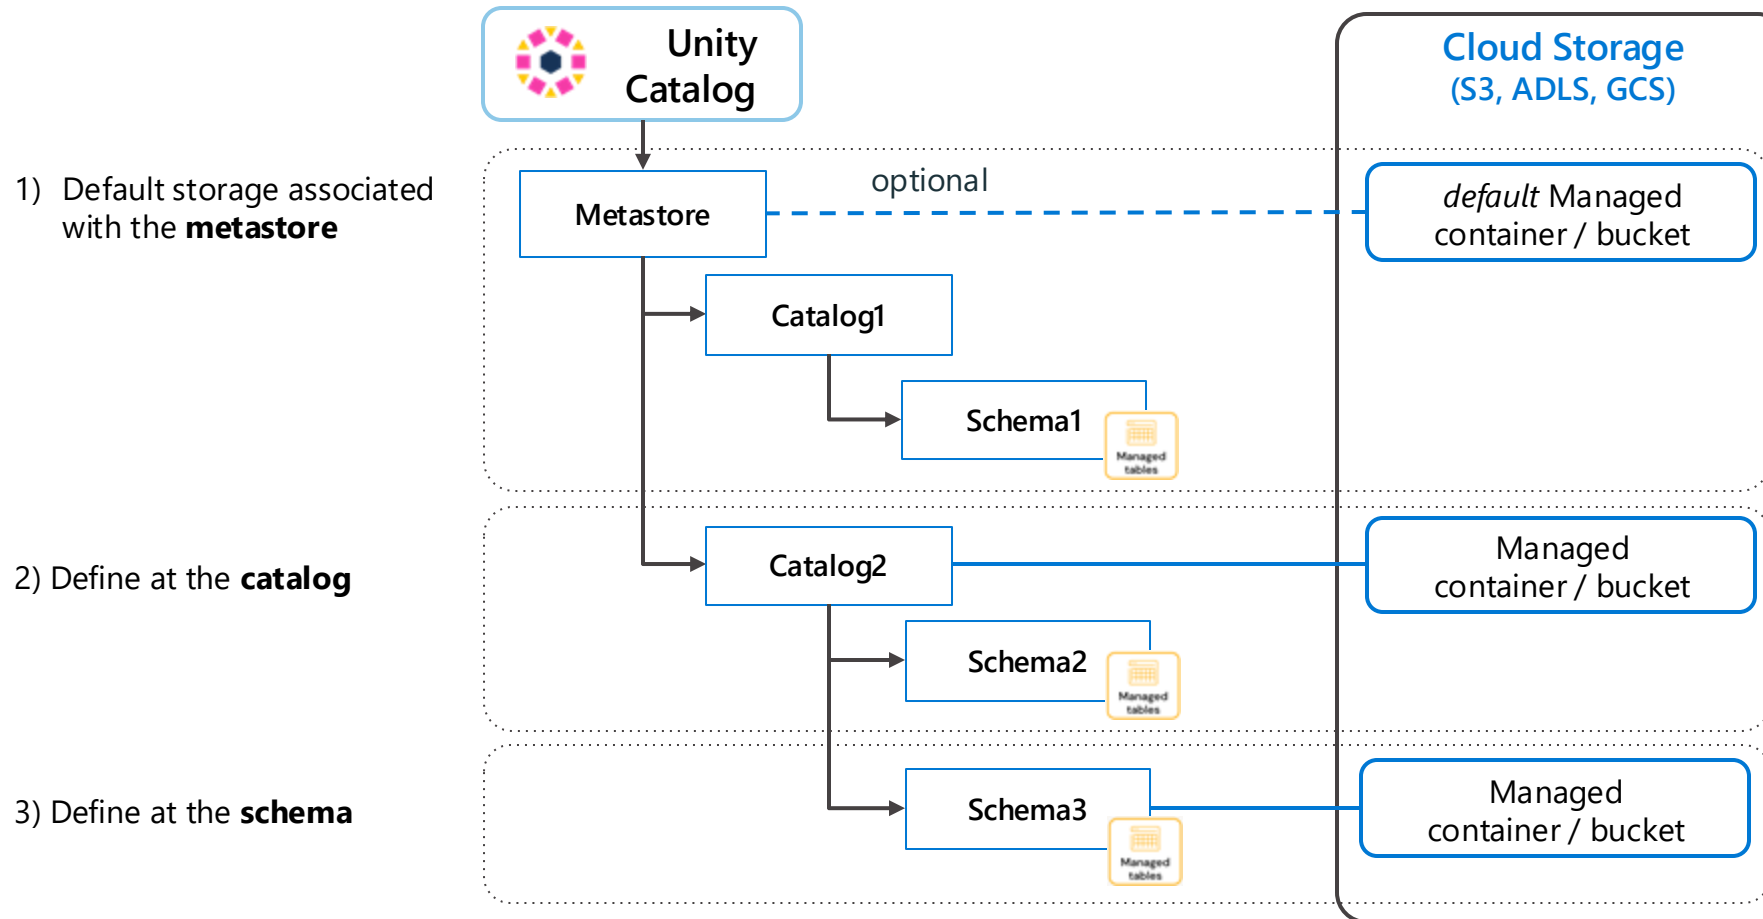 Unity
Catalog
Cloud Storage
(S3, ADLS, GCS)
1) Default storage associated
with the metastore
Metastore
optional
default Managed
container / bucket
Catalog1
Schema1
Managed
tables
2) Define at the catalog
Catalog2
Managed
container / bucket
Schema2
Managed
tables
3) Define at the schema
Schema3
Managed
tables
Managed
container / bucket